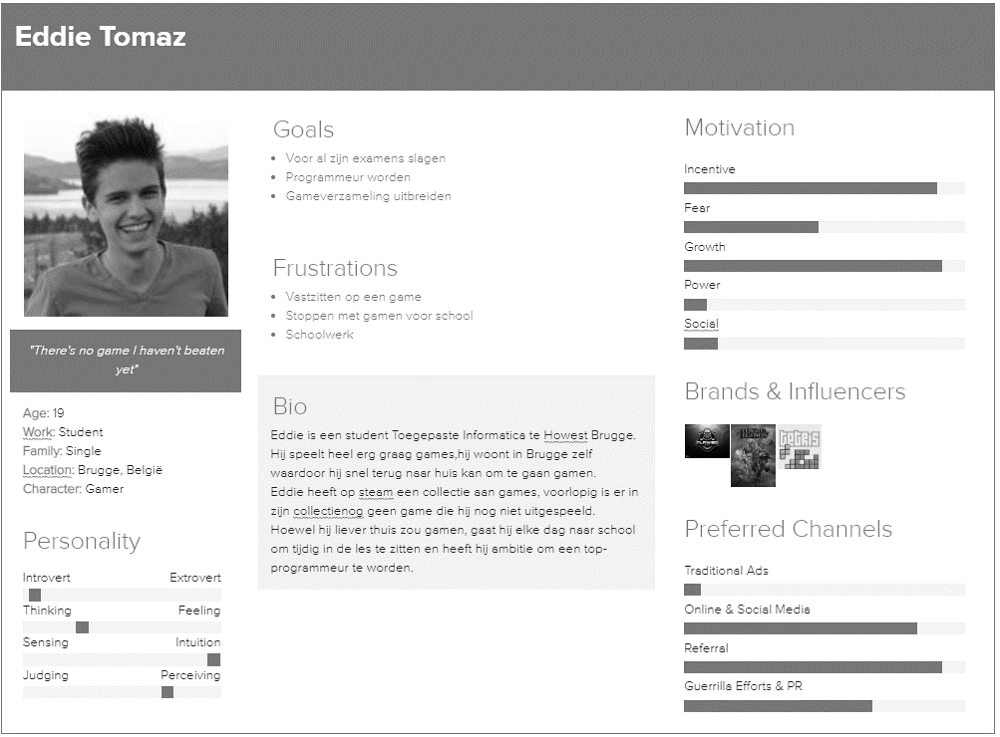 Eddie Tomaz
"There's no game I haven't beaten
yet"
Age: 19
Work: Student
Family: Single
Location: Brugge, België
Character: Gamer
Personality
Introvert Extrovert
Thinking Feeling
Sensing Intuition
Judging Perceiving
Goals
• Voor al zijn examens slagen
• Programmeur worden
• Gameverzameling uitbreiden
Frustrations
• Vastzitten op een game
• Stoppen met gamen voor school
• Schoolwerk
Bio
Eddie is een student Toegepaste Informatica te Howest Brugge.
Hij speelt heel erg graag games,hij woont in Brugge zelf
waardoor hij snel terug naar huis kan om te gaan gamen.
Eddie heeft op steam een collectie aan games, voorlopig is er in
zijn collectienog geen game die hij nog niet uitgespeeld.
Hoewel hij liever thuis zou gamen, gaat hij elke dag naar school
om tijdig in de les te zitten en heeft hij ambitie om een top-
programmeur te worden.
Motivation
Incentive
Fear
Growth
Power
Social
Brands & Influencers
TETRIS
Preferred Channels
Traditional Ads
Online & Social Media
Referral
Guerrilla Efforts & PR